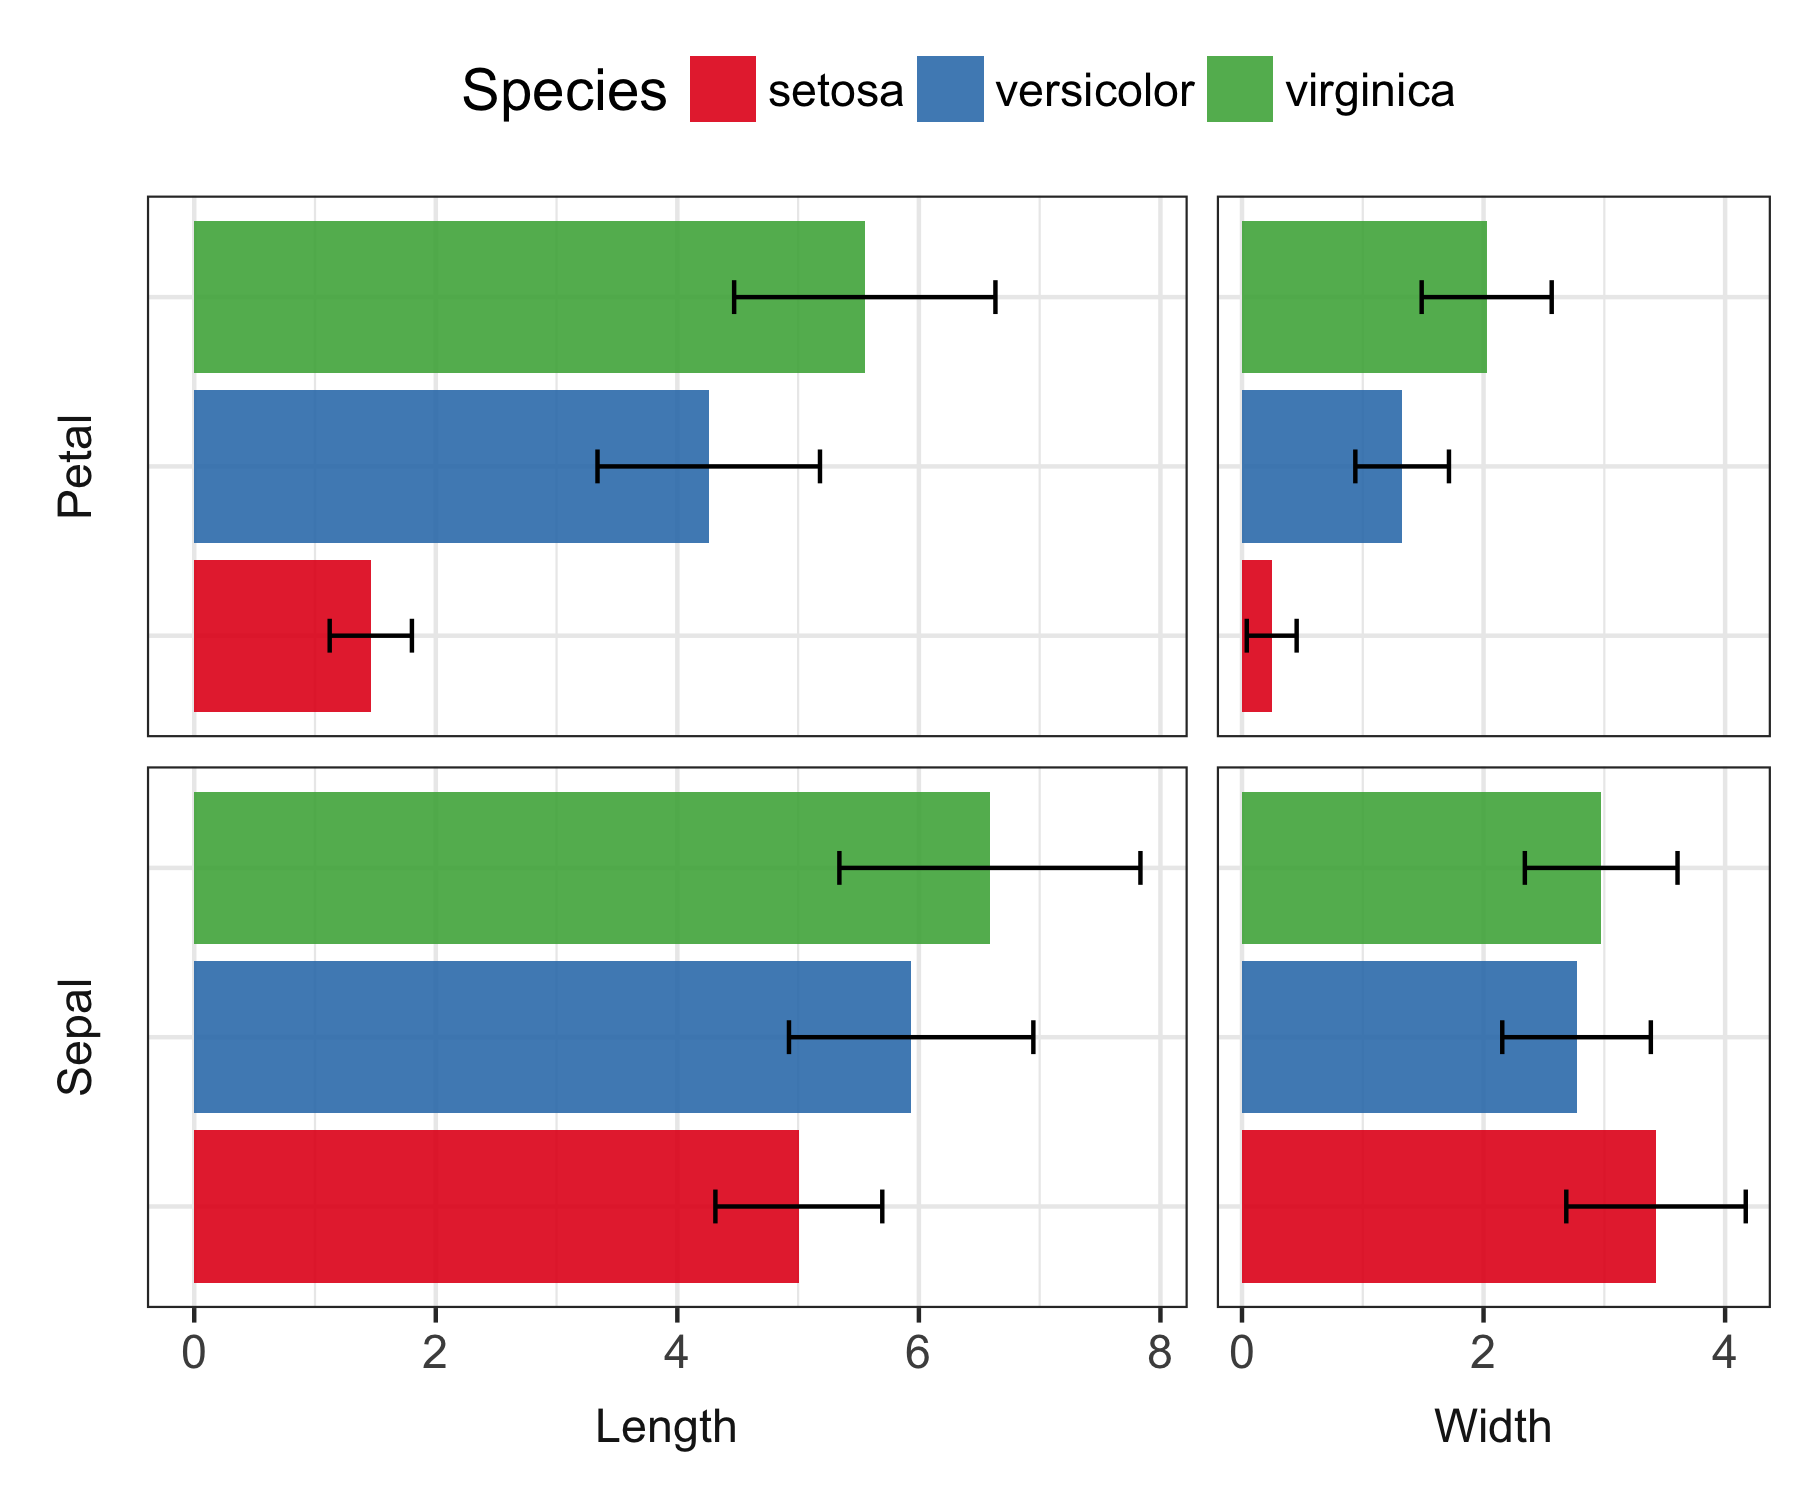 Species setosa versicolor virginica
Petal
Sepal
0 2 4 6 8 0 2 4
Length Width